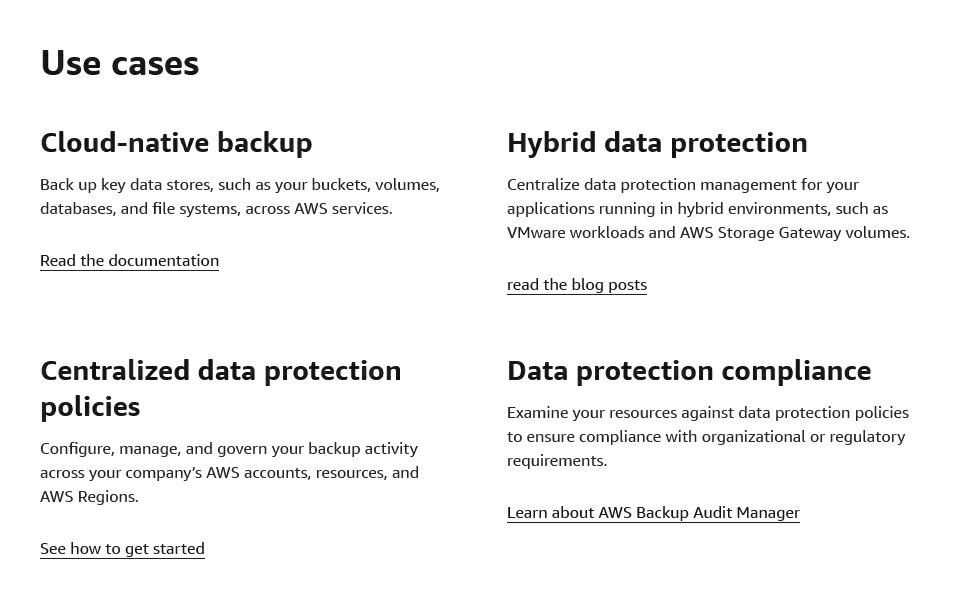 Use cases
Cloud-native backup
Back up key data stores, such as your buckets, volumes,
databases, and file systems, across AWS services.
Read the documentation
Hybrid data protection
Centralize data protection management for your
applications running in hybrid environments, such as
VMware workloads and AWS Storage Gateway volumes.
read the blog posts
Centralized data protection
policies
Configure, manage, and govern your backup activity
across your company’s AWS accounts, resources, and
AWS Regions.
See how to get started
Data protection compliance
Examine your resources against data protection policies
to ensure compliance with organizational or regulatory
requirements.
Learn about AWS Backup Audit Manager